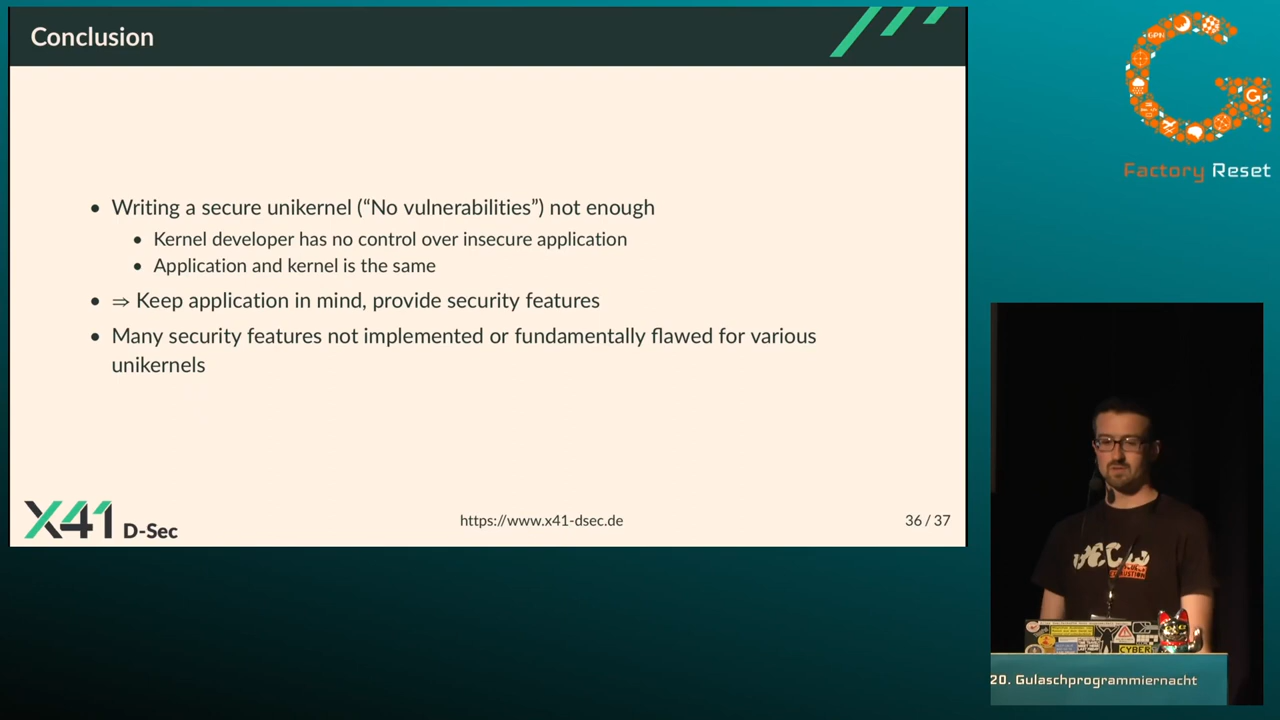 Conclusion
• Writing a secure unikernel (“No vulnerabilities”) not enough
• Kernel developer has no control over insecure application
• Application and kernel is the same
• ⇒ Keep application in mind, provide security features
• Many security features not implemented or fundamentally flawed for various
unikernels
X41 D-Sec
https://www.x41-dsec.de
36 / 37
GPN
G
Factory Reset
CYBER
20. Gulaschprogrammiernacht